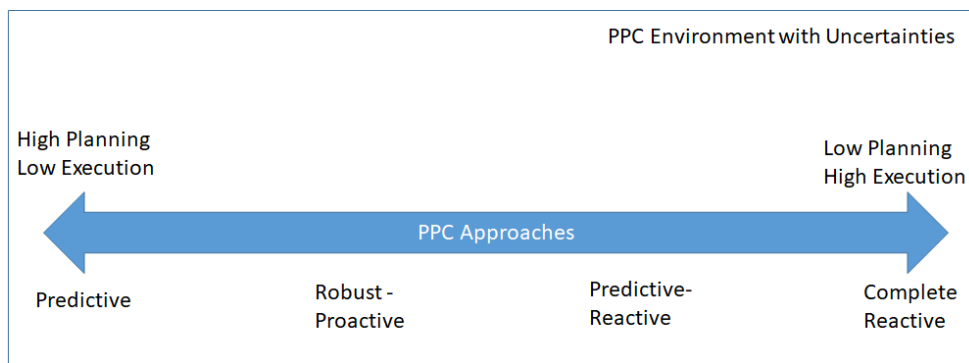 PPC Environment with Uncertainties
High Planning
Low Execution
Low Planning
High Execution
PPC Approaches
Predictive
Robust -
Proactive
Predictive-
Reactive
Complete
Reactive